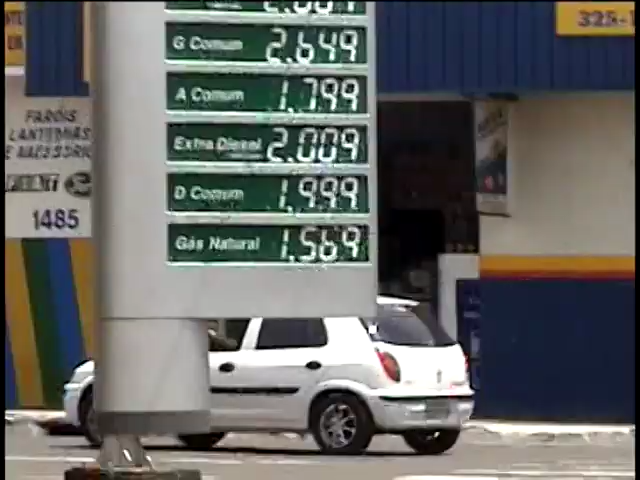 G Comum 2.649
A Comum 1.799
Extra Diesel 2.009
D Comum 1.999
Gás Natural 1.569
325-
FARÓIS
LANTERNAS
E ACESSÓRI
1485